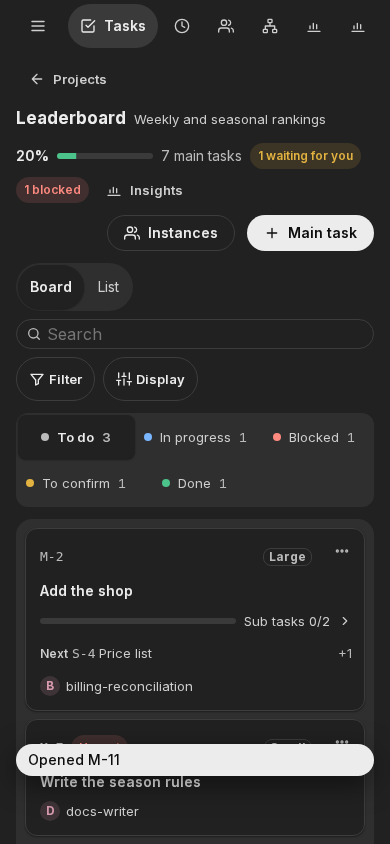 Tasks
Projects
Leaderboard Weekly and seasonal rankings
20% 7 main tasks 1 waiting for you
1 blocked Insights
Instances Main task
Board List
Search
Filter Display
To do 3 In progress 1 Blocked 1
To confirm 1 Done 1
M-2 Large
Add the shop
Sub tasks 0/2
Next S-4 Price list +1
B billing-reconciliation
Opened M-11
Write the season rules
D docs-writer